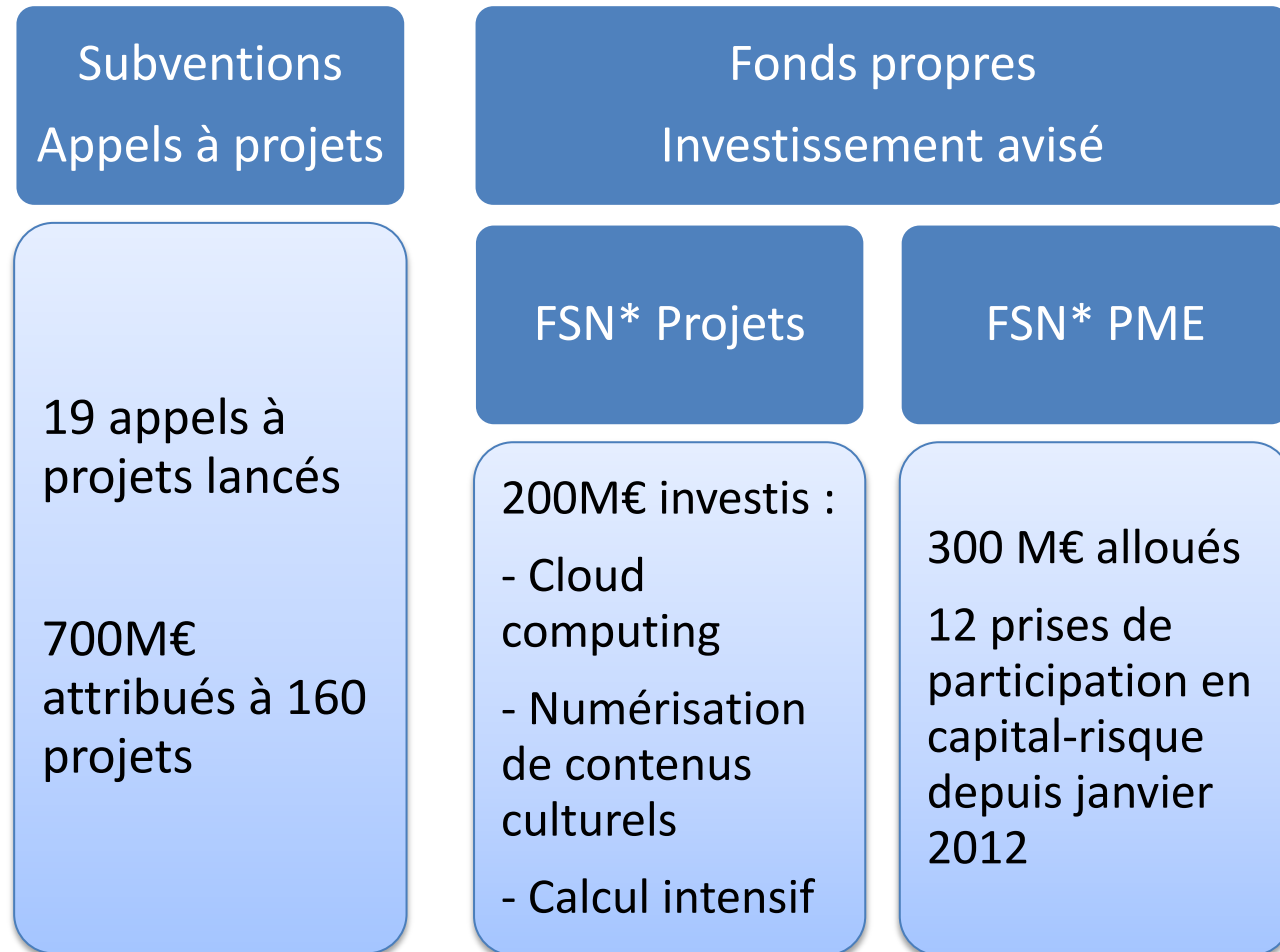 Subventions
Appels à projets
19 appels à
projets lancés
700M€
attribués à 160
projets
Fonds propres
Investissement avisé
FSN* Projets
200M€ investis :
- Cloud
computing
- Numérisation
de contenus
culturels
- Calcul intensif
FSN* PME
300 M€ alloués
12 prises de
participation en
capital-risque
depuis janvier
2012